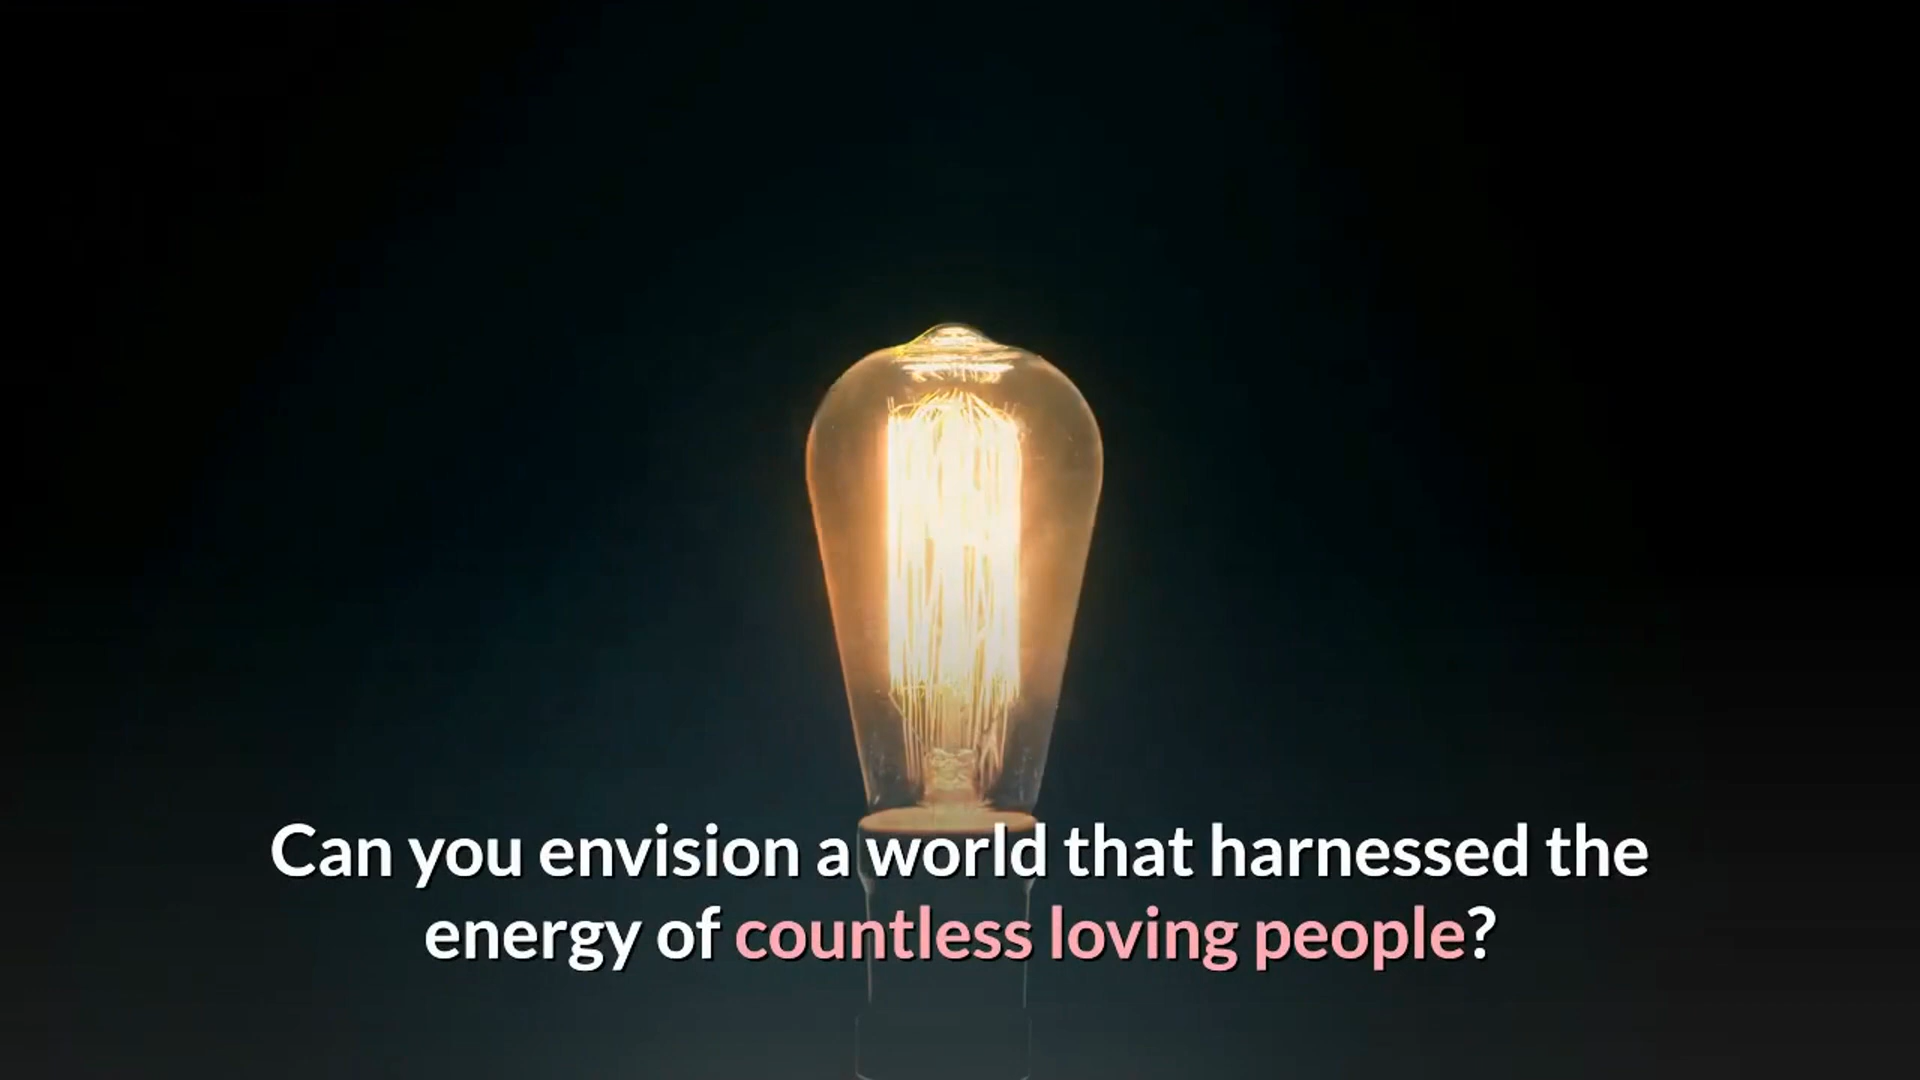 Can you envision a world that harnessed the
energy of countless loving people?